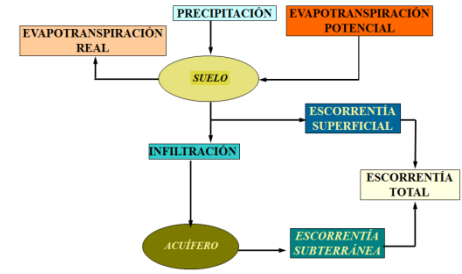 PRECIPITACIÓN
EVAPOTRANSPIRACIÓN
POTENCIAL
EVAPOTRANSPIRACIÓN
REAL
SUELO
ESCORRENTÍA
SUPERFICIAL
INFILTRACIÓN
ESCORRENTÍA
TOTAL
ACUÍFERO
ESCORRENTÍA
SUBTERRÁNEA